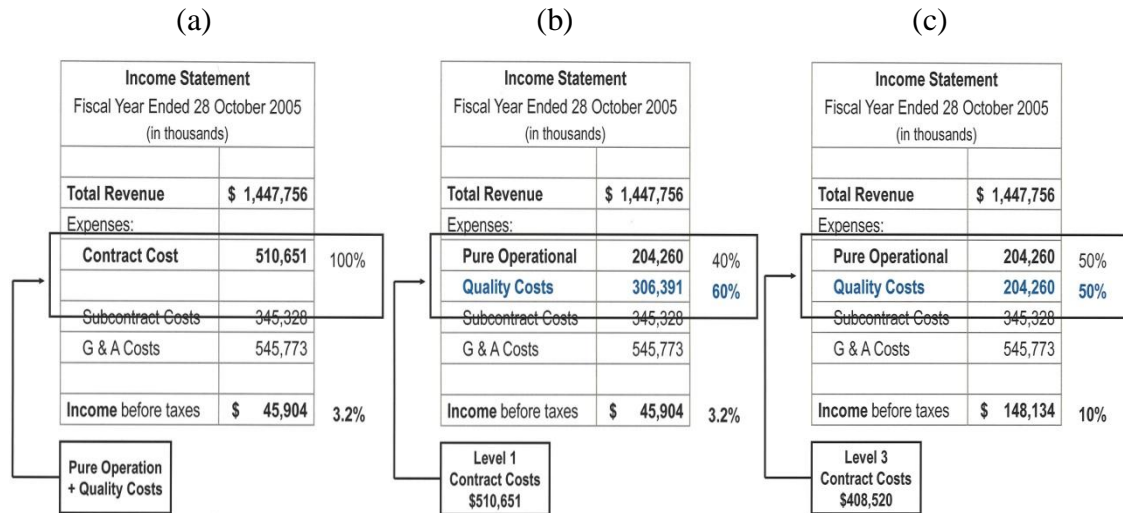 (a)
Income Statement
Fiscal Year Ended 28 October 2005
(in thousands)
Total Revenue $ 1,447,756
Expenses:
Contract Cost 510,651 100%
Subcontract Costs 345,328
G & A Costs 545,773
Income before taxes $ 45,904 3.2%
Pure Operation
+ Quality Costs
(b)
Income Statement
Fiscal Year Ended 28 October 2005
(in thousands)
Total Revenue $ 1,447,756
Expenses:
Pure Operational 204,260 40%
Quality Costs 306,391 60%
Subcontract Costs 345,328
G & A Costs 545,773
Income before taxes $ 45,904 3.2%
Level 1
Contract Costs
$510,651
(c)
Income Statement
Fiscal Year Ended 28 October 2005
(in thousands)
Total Revenue $ 1,447,756
Expenses:
Pure Operational 204,260 50%
Quality Costs 204,260 50%
Subcontract Costs 345,328
G & A Costs 545,773
Income before taxes $ 148,134 10%
Level 3
Contract Costs
$408,520